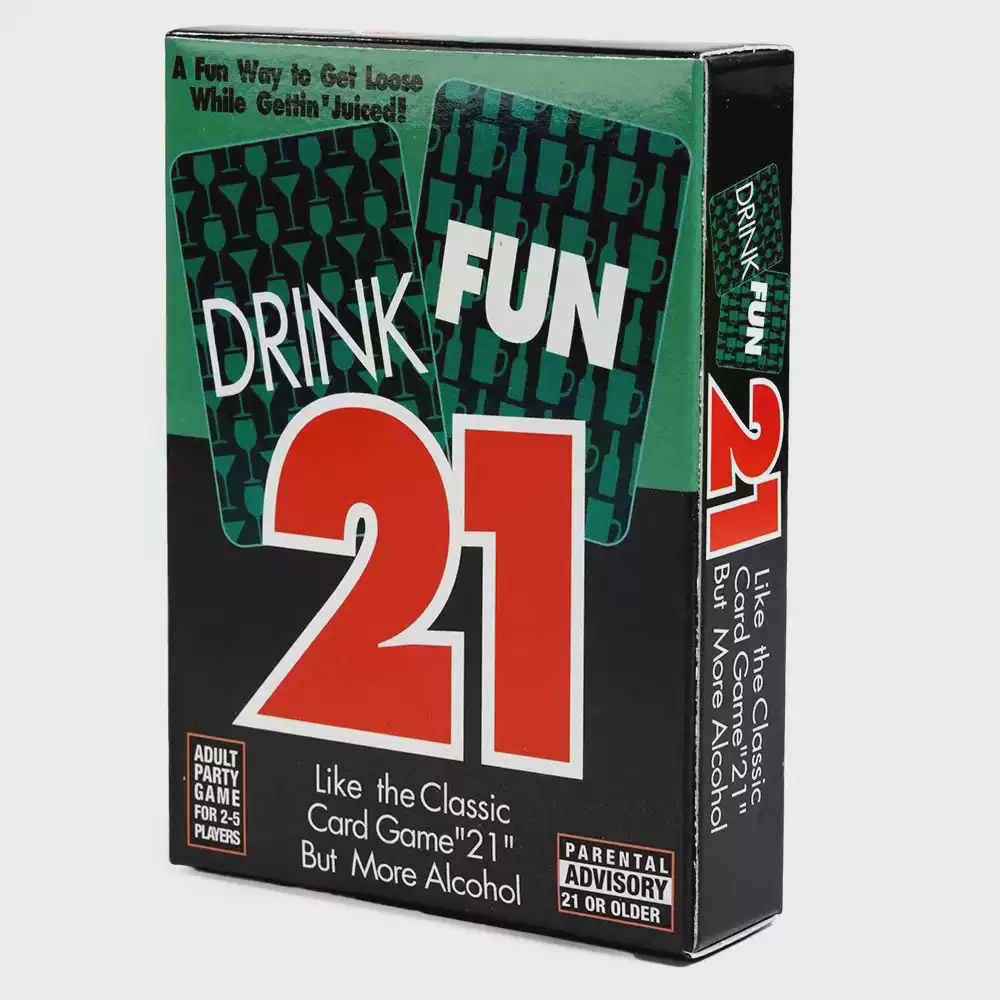 A Fun Way to Get Loose
While Gettin' Juiced!
DRINK
FUN
21
Like the Classic
Card Game"21"
But More Alcohol
ADULT
PARTY
GAME
FOR 2-5
PLAYERS
PARENTAL
ADVISORY
21 OR OLDER
DRINK
FUN
21
Like the Classic
Card Game"21"
But More Alcohol